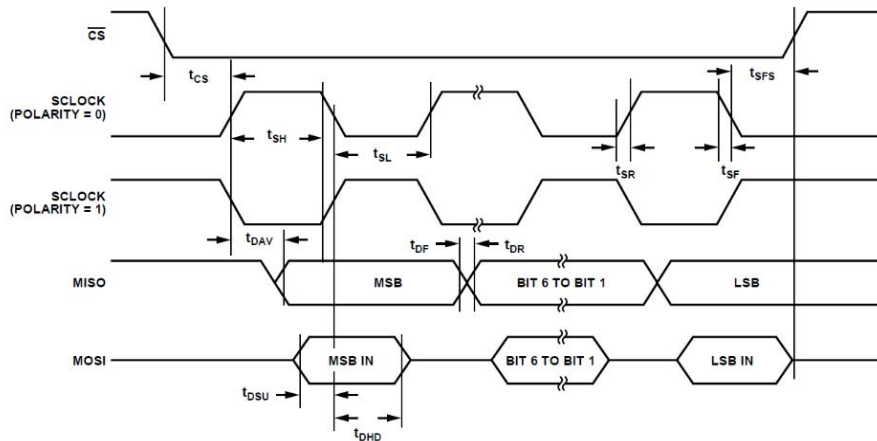 CS
tCS
tSFS
SCLOCK
(POLARITY = 0)
tSH
tSL
tSR
tSF
SCLOCK
(POLARITY = 1)
tDAV
tDF
tDR
MISO
MSB
BIT 6 TO BIT 1
LSB
MOSI
MSB IN
BIT 6 TO BIT 1
LSB IN
tDSU
tDHD